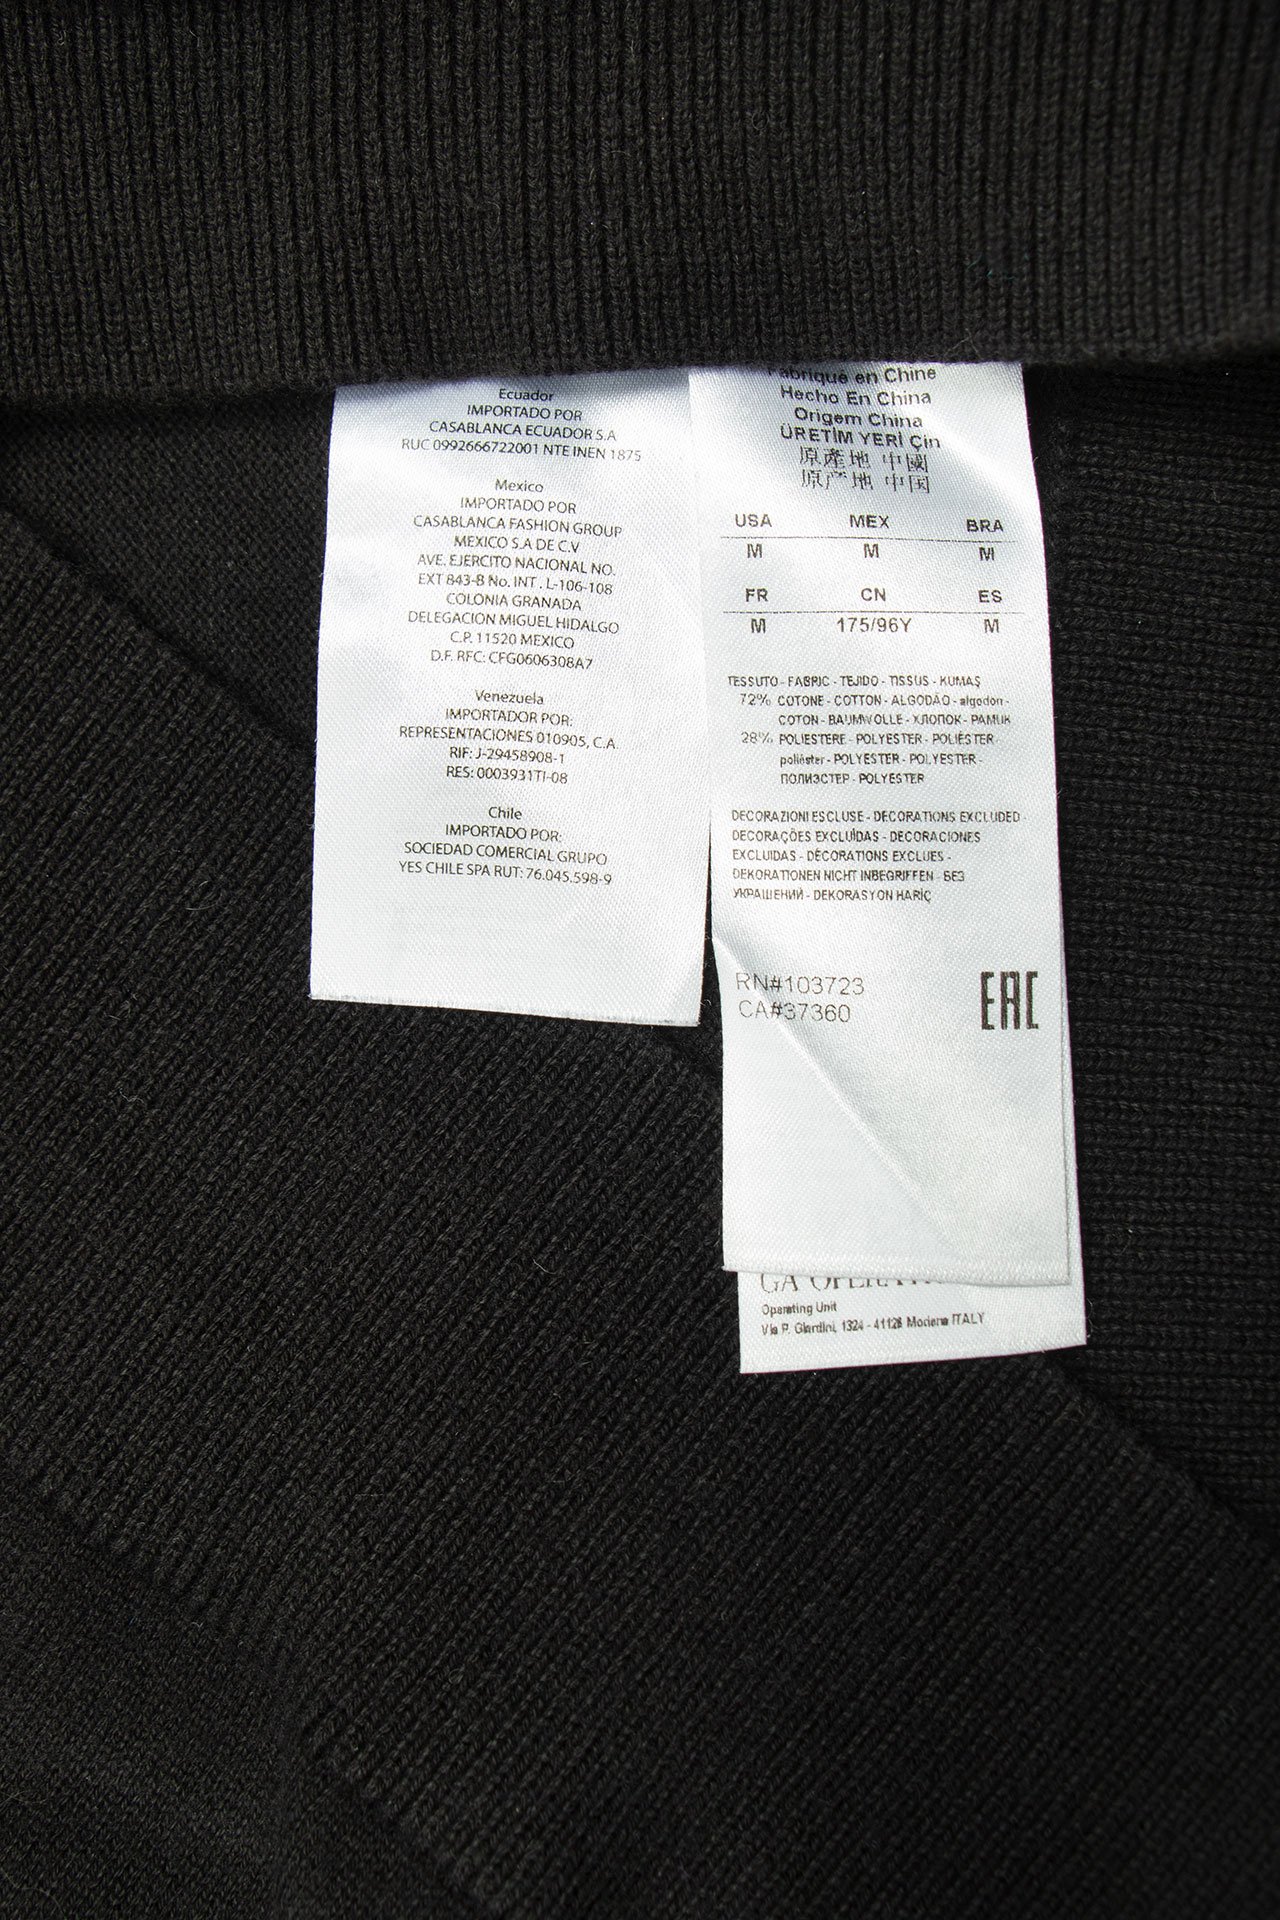 Ecuador
IMPORTADO POR
CASABLANCA ECUADOR S.A
RUC 0992666722001 NTE INEN 1875
Mexico
IMPORTADO POR
CASABLANCA FASHION GROUP
MEXICO S.A DE C.V
AVE. EJERCITO NACIONAL NO.
EXT 843-B No. INT . L-106-108
COLONIA GRANADA
DELEGACION MIGUEL HIDALGO
C.P. 11520 MEXICO
D.F. RFC: CFG0606308A7
Venezuela
IMPORTADOR POR:
REPRESENTACIONES 010905, C.A.
RIF: J-29458908-1
RES: 0003931TI-08
Chile
IMPORTADO POR:
SOCIEDAD COMERCIAL GRUPO
YES CHILE SPA RUT: 76.045.598-9
Fabriqué en Chine
Hecho En China
Origem China
ÜRETİM YERİ Çin
原產地 中國
原产地 中国
USA MEX BRA
M M M
FR CN ES
M 175/96Y M
TESSUTO - FABRIC - TEJIDO - TISSUS - KUMAŞ
72% COTONE - COTTON - ALGODÃO - algodón -
COTON - BAUMWOLLE - ХЛОПОК - PAMUK
28% POLIESTERE - POLYESTER - POLIÉSTER
poliéster - POLYESTER - POLYESTER -
ПОЛИЭСТЕР - POLYESTER
DECORAZIONI ESCLUSE - DECORATIONS EXCLUDED -
DECORAÇÕES EXCLUÍDAS - DECORACIONES
EXCLUIDAS - DÉCORATIONS EXCLUES -
DEKORATIONEN NICHT INBEGRIFFEN - БЕЗ
УКРАШЕНИЙ - DEKORASYON HARİÇ
RN#103723
CA#37360
EAC
GA
Operating Unit
Via P. Giardini, 1324 - 41126 Modena ITALY